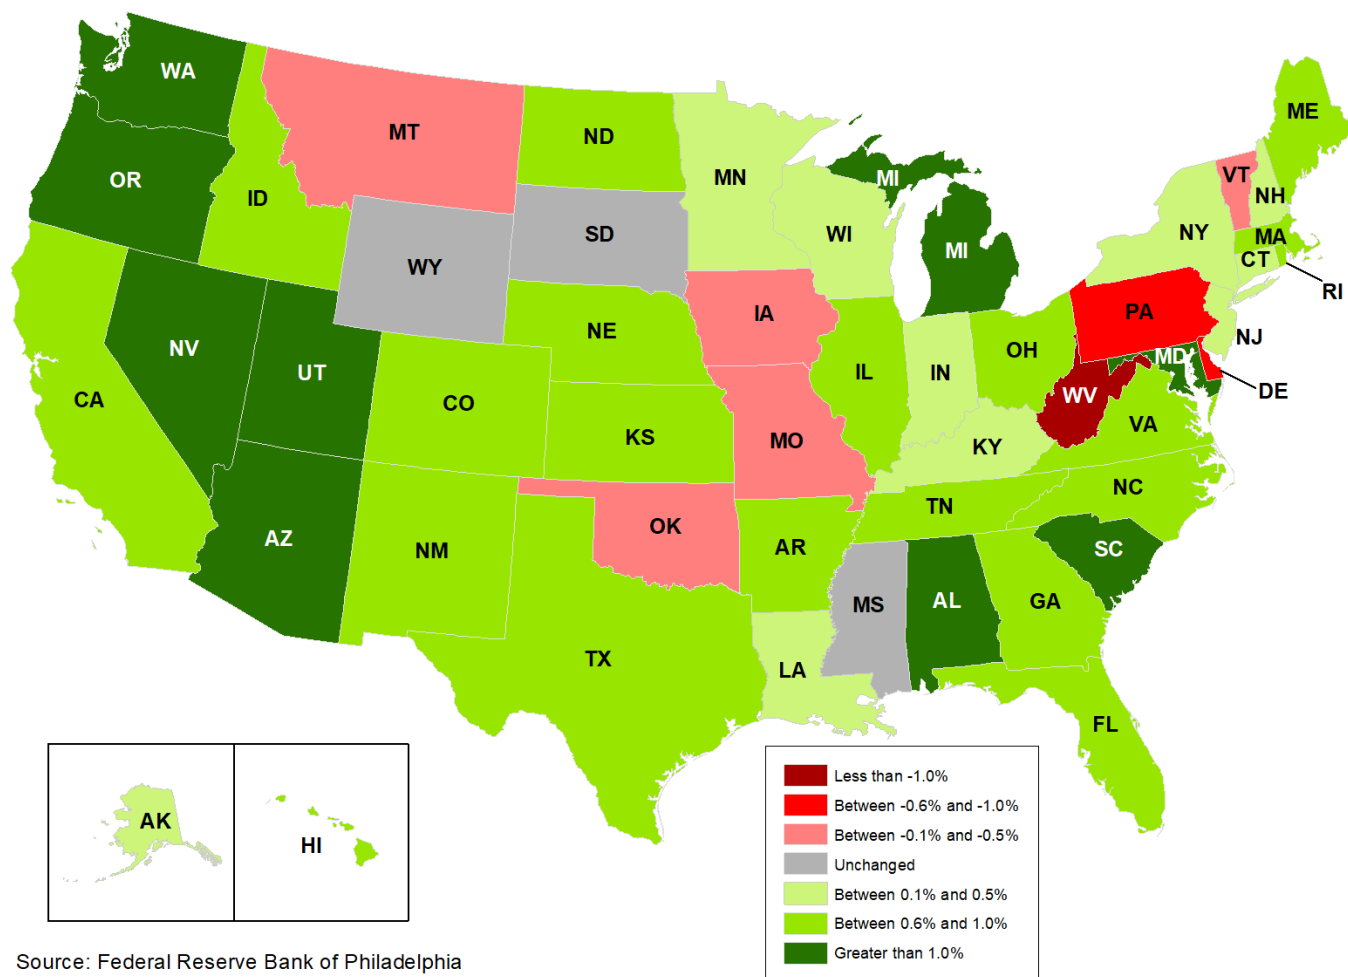 WA
MT
ND
ME
OR
ID
MN
MI
VT
NH
SD
WI
NY
MA
WY
MI
CT
RI
IA
PA
NE
NJ
NV
OH
MD
UT
IL
IN
DE
CA
CO
WV
VA
KS
MO
KY
NC
TN
OK
AZ
NM
AR
SC
MS
AL
GA
TX
LA
FL
AK
HI
Less than -1.0%
Between -0.6% and -1.0%
Between -0.1% and -0.5%
Unchanged
Between 0.1% and 0.5%
Between 0.6% and 1.0%
Greater than 1.0%
Source: Federal Reserve Bank of Philadelphia